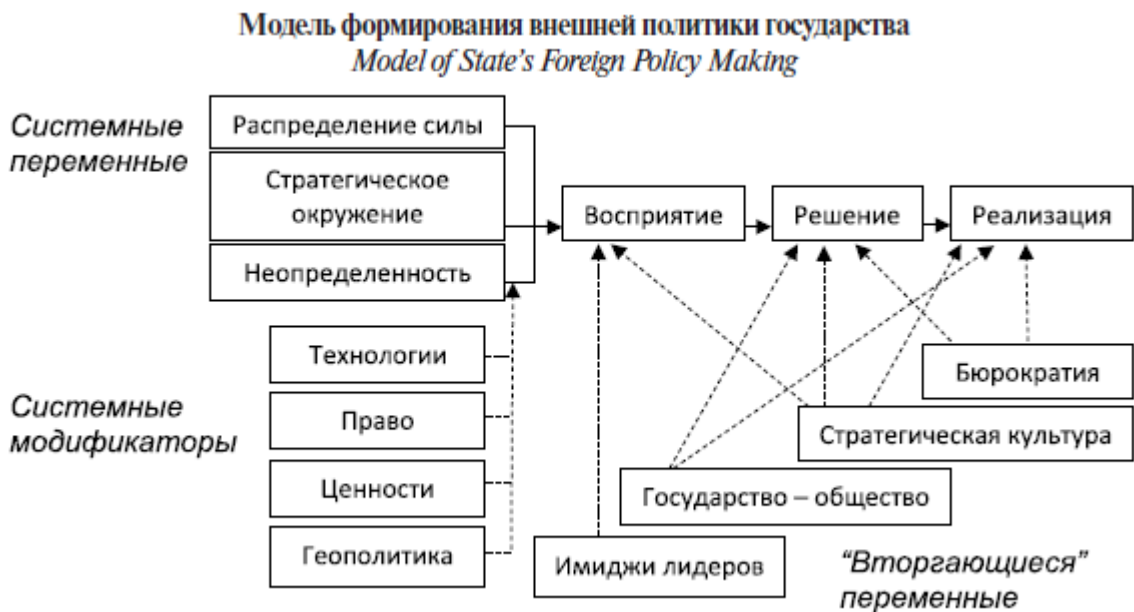 Модель формирования внешней политики государства
Model of State's Foreign Policy Making
Системные
переменные
Распределение силы
Стратегическое
окружение
Неопределенность
Восприятие
Решение
Реализация
Системные
модификаторы
Технологии
Право
Ценности
Геополитика
Бюрократия
Стратегическая культура
Государство – общество
Имиджи лидеров
“Вторгающиеся”
переменные